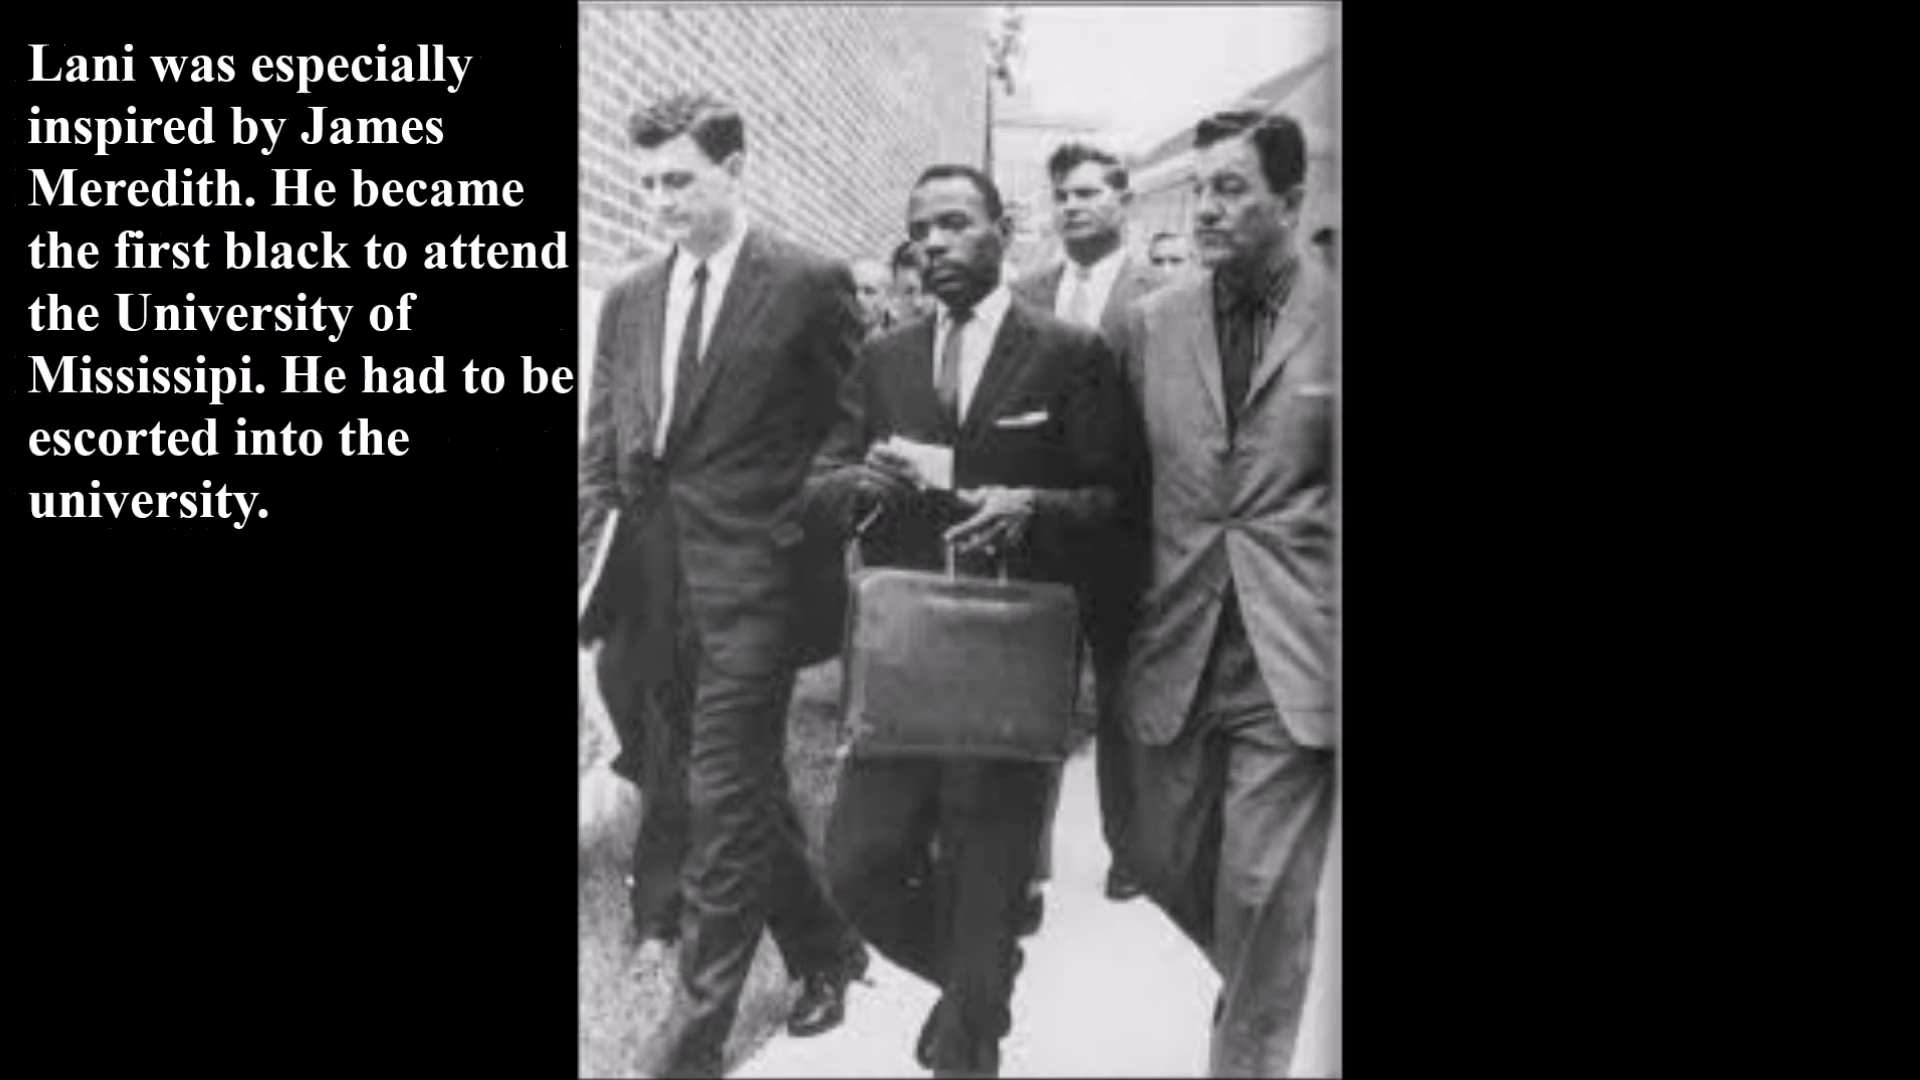 Lani was especially
inspired by James
Meredith. He became
the first black to attend
the University of
Mississipi. He had to be
escorted into the
university.